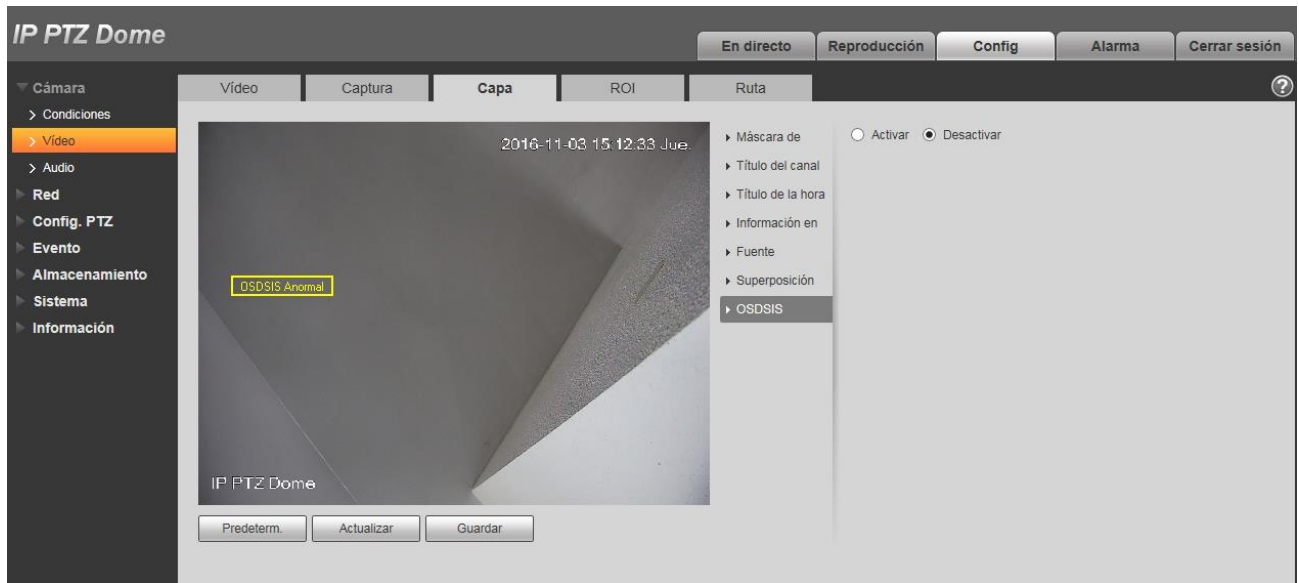 IP PTZ Dome
En directo
Reproducción
Config
Alarma
Cerrar sesión
Cámara
Condiciones
Vídeo
Audio
Red
Config. PTZ
Evento
Almacenamiento
Sistema
Información
Vídeo
Captura
Capa
ROI
Ruta
?
2016-11-03 15:12:33 Jue.
OSDSIS Anormal
IP PTZ Dome
Máscara de
Título del canal
Título de la hora
Información en
Fuente
Superposición
OSDSIS
Activar
Desactivar
Predeterm.
Actualizar
Guardar